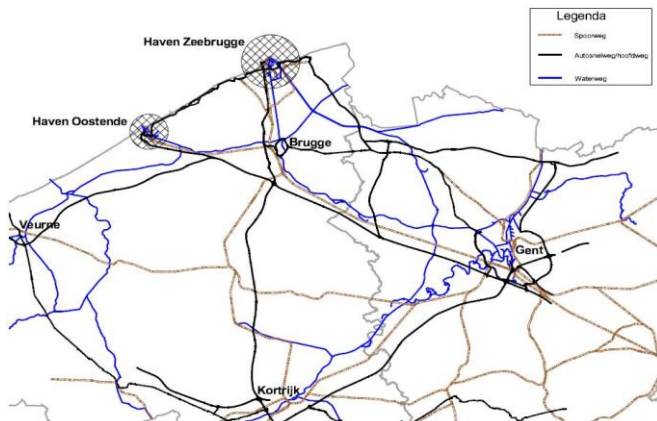 Legenda
Spoorweg
Autosnelweg/hoofdweg
Waterweg
Haven Zeebrugge
Haven Oostende
Brugge
Veurne
Gent
Kortrijk